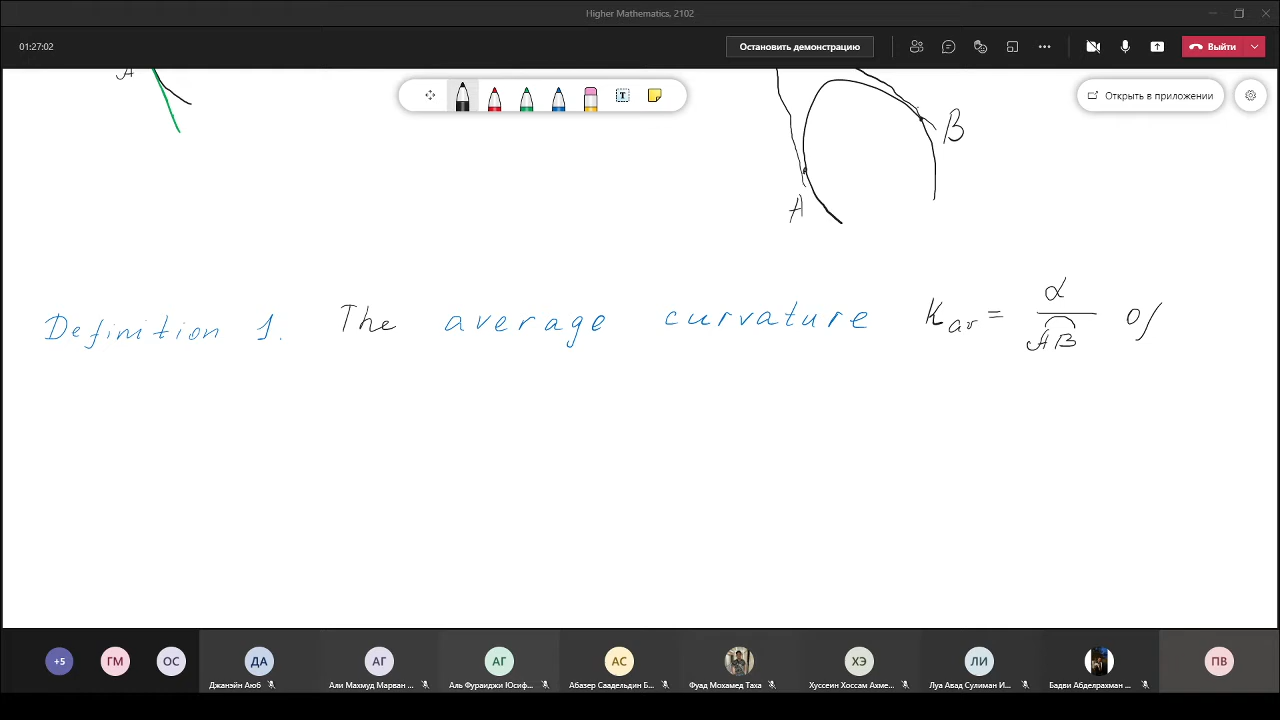 Higher Mathematics, 2102
01:27:02
Остановить демонстрацию
Выйти
Открыть в приложении
A
B
A
Definition 1. The average curvature K_av = α / AB of
+5
ГМ
ОС
ДА
АГ
АГ
АС
ХЭ
ЛИ
ПВ
Джанэйн Аюб
Али Махмуд Марван ...
Аль Фураиджи Юсиф...
Абазер Саадельдин Б...
Фуад Мохамед Таха
Хуссеин Хоссам Ахме...
Луа Авад Сулиман И...
Бадви Абделрахман ...